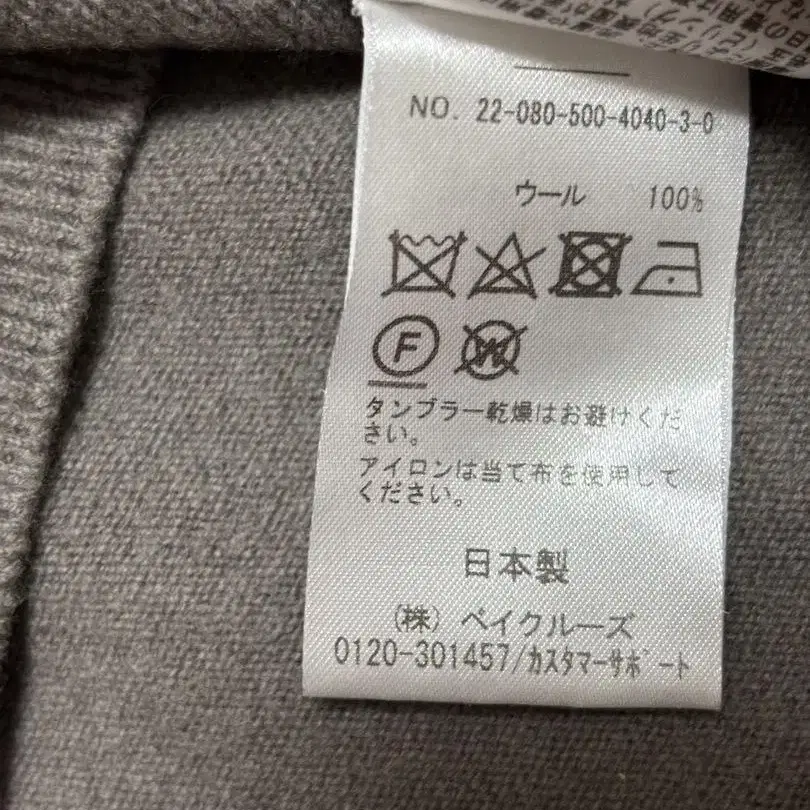 NO. 22-080-500-4040-3-0
ウール 100%
F W
タンブラー乾燥はお避けくだ
さい。
アイロンは当て布を使用して
ください。
日本製
(株) ベイクルーズ
0120-301457/カスタマーサポート